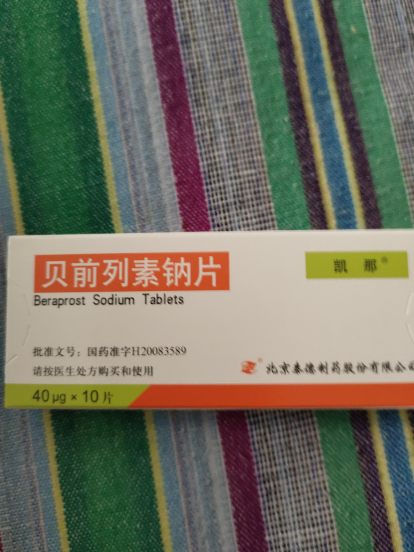 贝前列素钠片
凯那®
Beraprost Sodium Tablets
批准文号：国药准字H20083589
请按医生处方购买和使用
北京泰德制药股份有限公
40μg × 10片